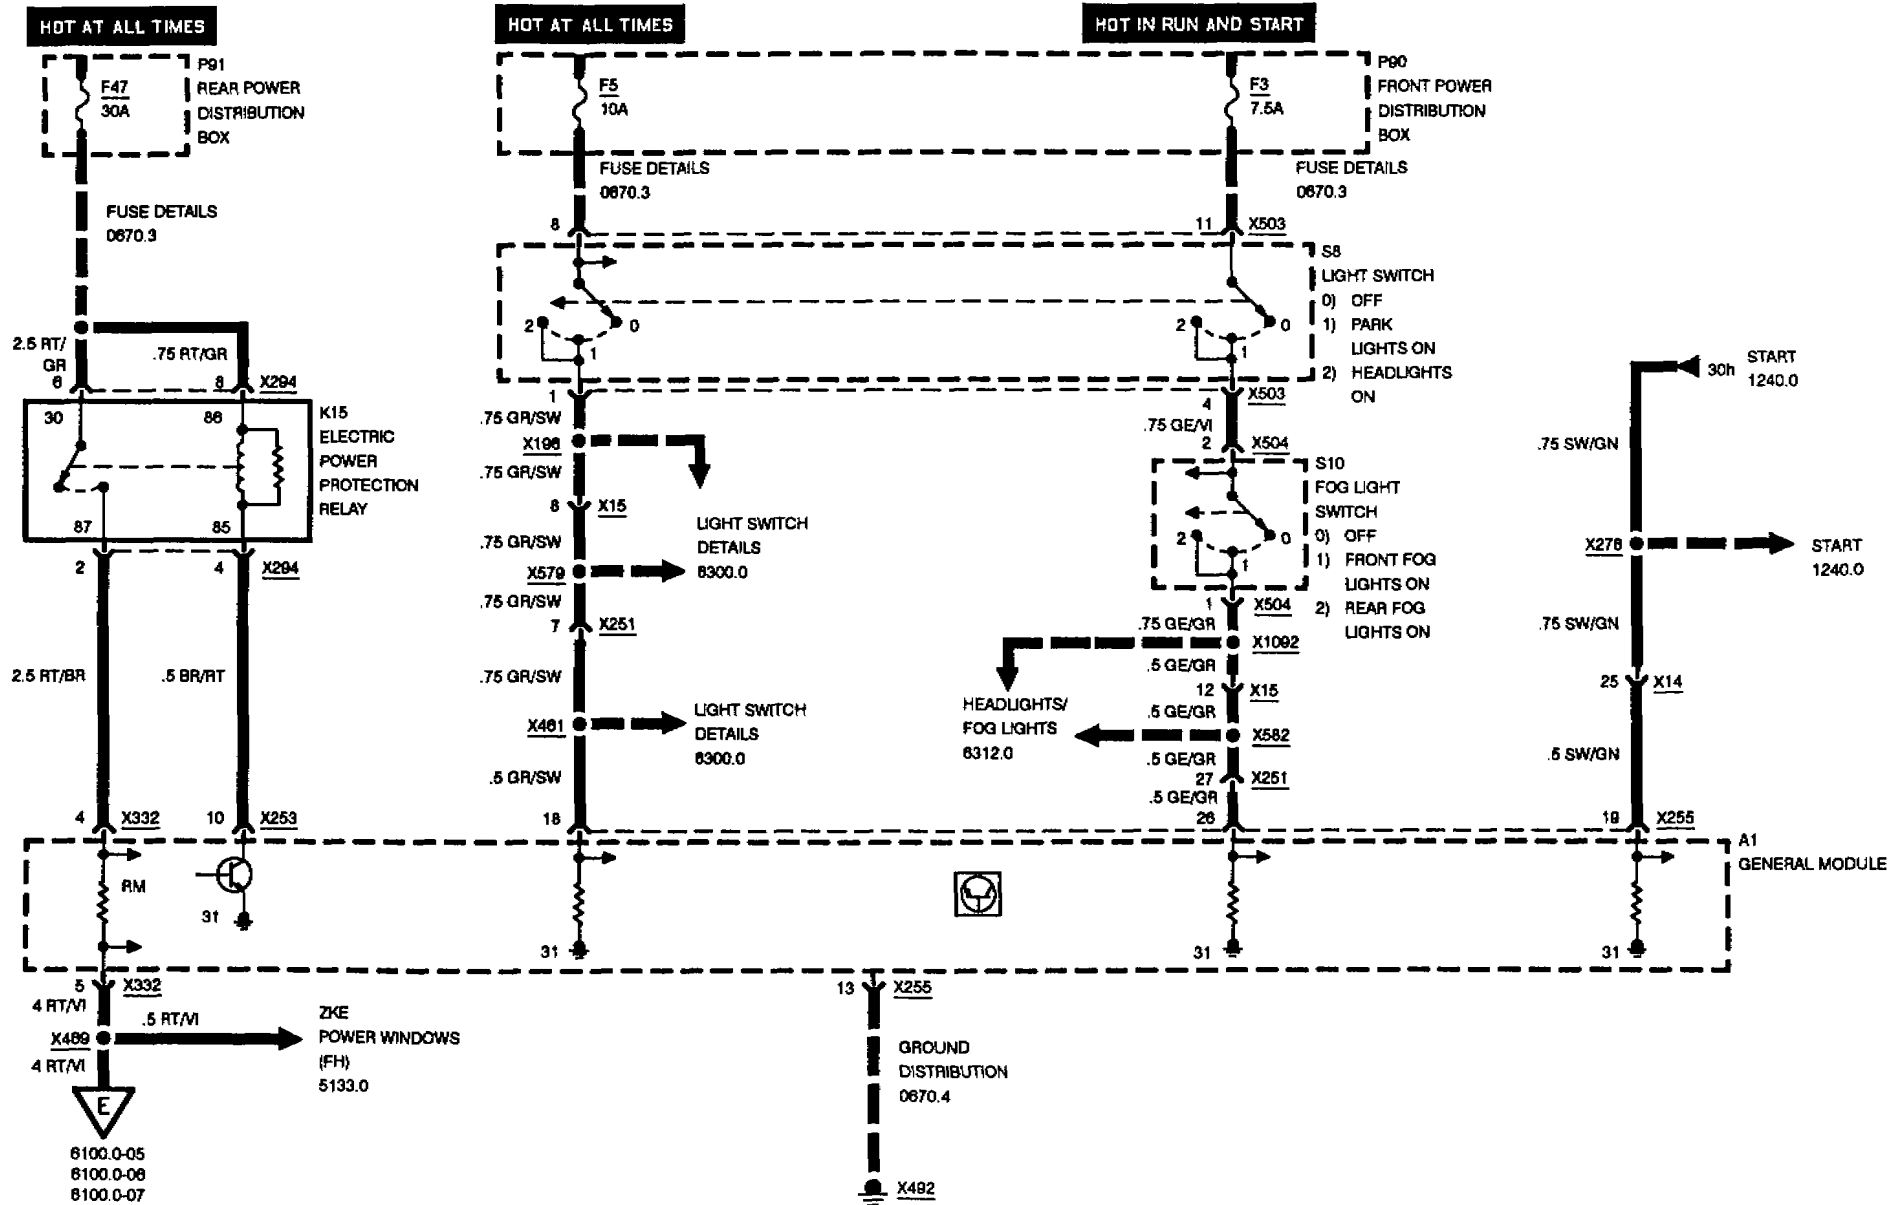 HOT AT ALL TIMES
HOT AT ALL TIMES
HOT IN RUN AND START
P91
REAR POWER
DISTRIBUTION
BOX
F47
30A
F5
10A
F3
7.5A
P90
FRONT POWER
DISTRIBUTION
BOX
FUSE DETAILS
0670.3
FUSE DETAILS
0670.3
FUSE DETAILS
0670.3
8
11
X503
S8
LIGHT SWITCH
0) OFF
1) PARK
LIGHTS ON
2) HEADLIGHTS
ON
2
0
1
2
0
1
2.5 RT/
GR
.75 RT/GR
6
8
X294
30
86
K15
ELECTRIC
POWER
PROTECTION
RELAY
87
85
2
4
X294
1
.75 GR/SW
X196
.75 GR/SW
8
X15
.75 GR/SW
X579
.75 GR/SW
7
X251
.75 GR/SW
X461
.5 GR/SW
18
LIGHT SWITCH
DETAILS
6300.0
LIGHT SWITCH
DETAILS
6300.0
4
X503
.75 GE/VI
2
X504
S10
FOG LIGHT
SWITCH
0) OFF
1) FRONT FOG
LIGHTS ON
2) REAR FOG
LIGHTS ON
2
0
1
1
X504
.75 GE/GR
X1092
.5 GE/GR
12
X15
.5 GE/GR
X582
.5 GE/GR
27
X251
.5 GE/GR
26
HEADLIGHTS/
FOG LIGHTS
6312.0
30h
START
1240.0
.75 SW/GN
X276
START
1240.0
.75 SW/GN
25
X14
.5 SW/GN
19
X255
2.5 RT/BR
.5 BR/RT
4
X332
10
X253
A1
GENERAL MODULE
RM
31
31
31
31
5
X332
4 RT/VI
.5 RT/VI
X489
4 RT/VI
ZKE
POWER WINDOWS
(FH)
5133.0
E
6100.0-05
6100.0-06
6100.0-07
13
X255
GROUND
DISTRIBUTION
0670.4
X492